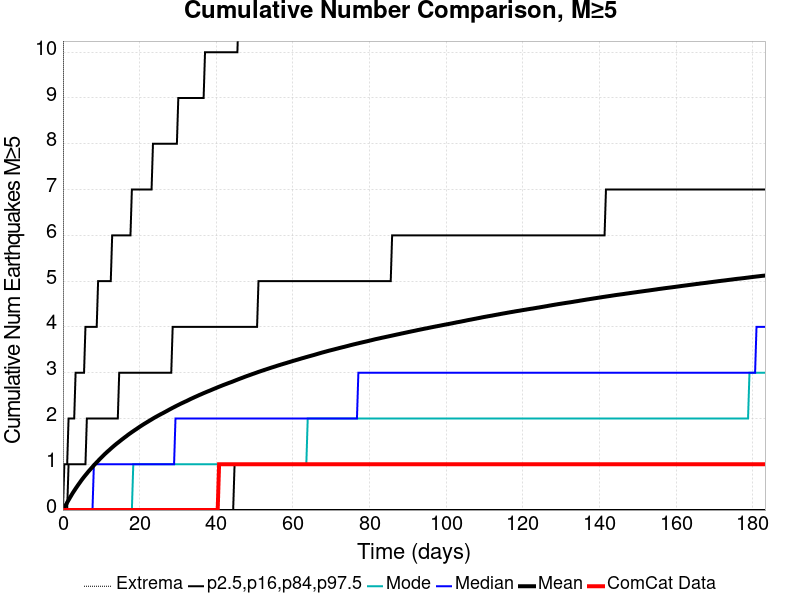 Cumulative Number Comparison, M≥5
Cumulative Num Earthquakes M≥5
10
9
8
7
6
5
4
3
2
1
0
0 20 40 60 80 100 120 140 160 180
Time (days)
Extrema p2.5,p16,p84,p97.5 Mode Median Mean ComCat Data